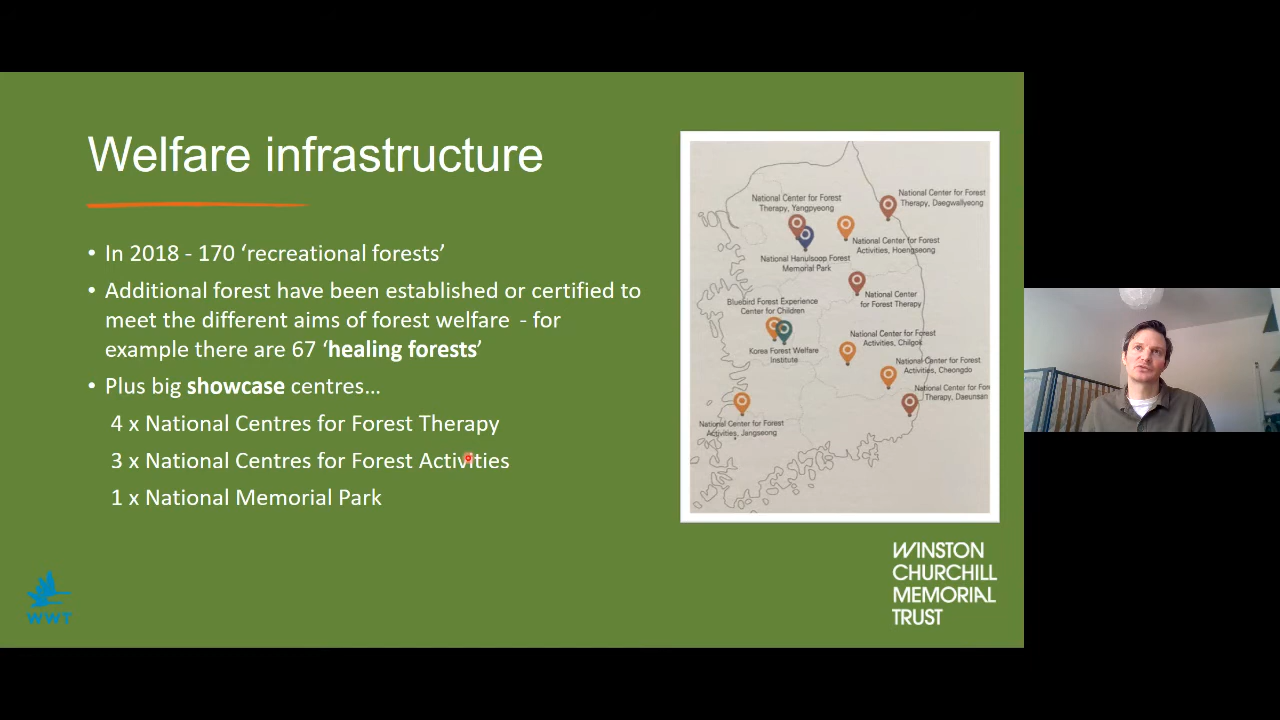 Welfare infrastructure
• In 2018 - 170 ‘recreational forests’
• Additional forest have been established or certified to
meet the different aims of forest welfare - for
example there are 67 ‘healing forests’
• Plus big showcase centres…
4 x National Centres for Forest Therapy
3 x National Centres for Forest Activities
1 x National Memorial Park
National Center for Forest
Therapy, Yangpyeong
National Center for Forest
Therapy, Daegwallyeong
National Center for Forest
Activities, Hoengseong
National Hanulsoop Forest
Memorial Park
National Center
for Forest Therapy
Bluebird Forest Experience
Center for Children
Korea Forest Welfare
Institute
National Center for Forest
Activities, Chilgok
National Center for Forest
Activities, Cheongdo
National Center for For
Therapy, Daeunsan
National Center for Forest
Activities, Jangseong
WWT
WINSTON
CHURCHILL
MEMORIAL
TRUST